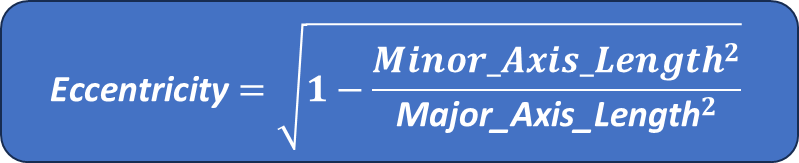 Eccentricity = √(1 − Minor_Axis_Length² / Major_Axis_Length²)